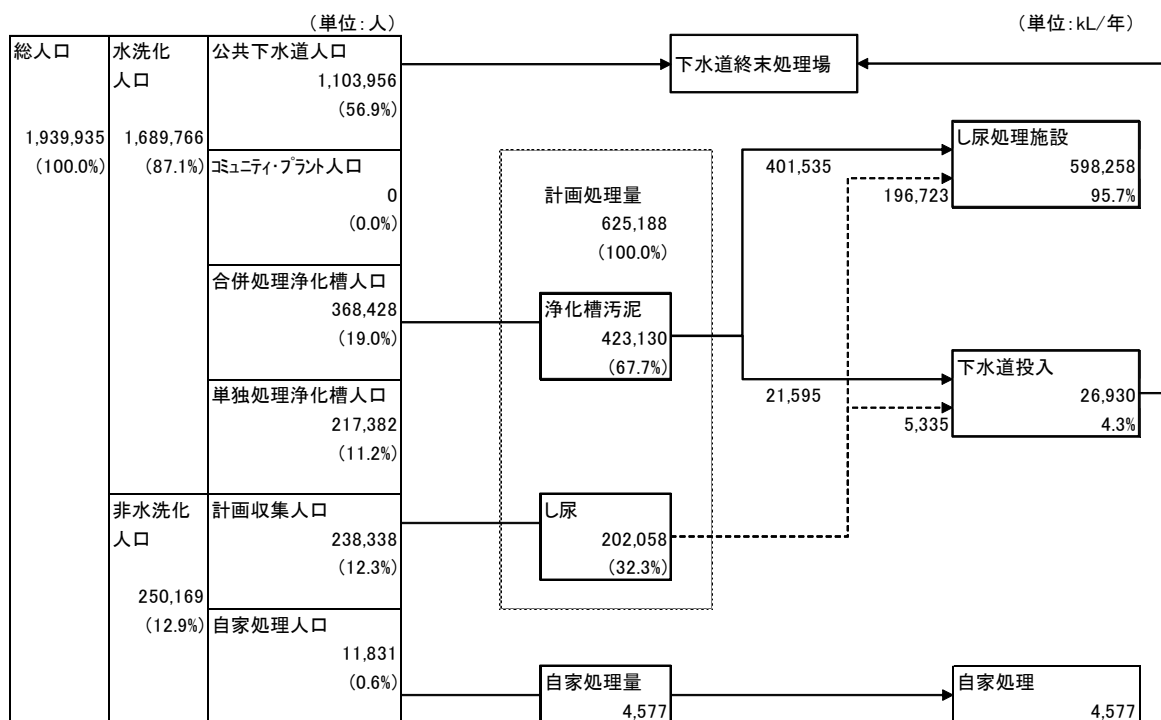 （単位：人）
（単位：kL/年）
総人口
1,939,935
(100.0%)
水洗化
人口
1,689,766
(87.1%)
公共下水道人口
1,103,956
(56.9%)
コミュニティ・プラント人口
0
(0.0%)
合併処理浄化槽人口
368,428
(19.0%)
単独処理浄化槽人口
217,382
(11.2%)
非水洗化
人口
250,169
(12.9%)
計画収集人口
238,338
(12.3%)
自家処理人口
11,831
(0.6%)
計画処理量
625,188
(100.0%)
浄化槽汚泥
423,130
(67.7%)
し尿
202,058
(32.3%)
自家処理量
4,577
下水道終末処理場
401,535
196,723
し尿処理施設
598,258
95.7%
21,595
5,335
下水道投入
26,930
4.3%
自家処理
4,577